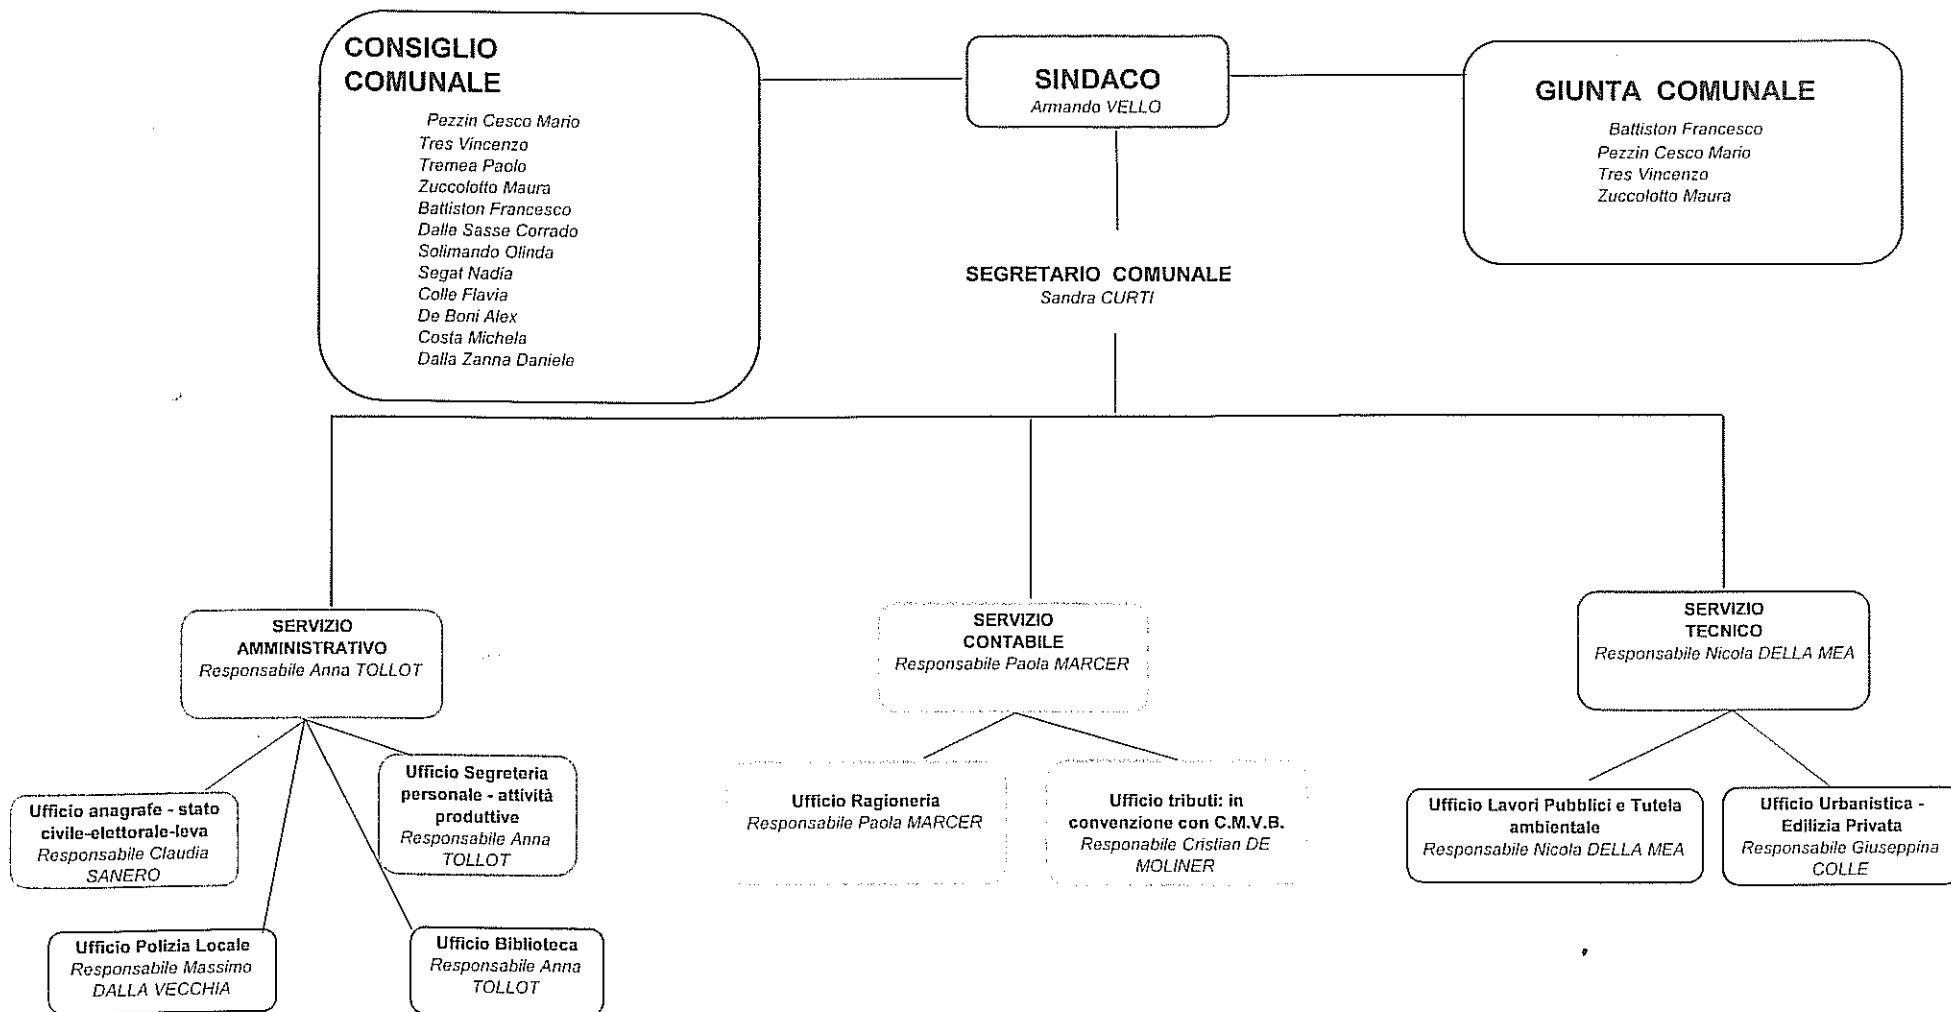 CONSIGLIO
COMUNALE
Pezzin Cesco Mario
Tres Vincenzo
Tremea Paolo
Zuccolotto Maura
Battiston Francesco
Dalle Sasse Corrado
Solimando Olinda
Segat Nadia
Colle Flavia
De Boni Alex
Costa Michela
Dalla Zanna Daniele
SINDACO
Armando VELLO
GIUNTA COMUNALE
Battiston Francesco
Pezzin Cesco Mario
Tres Vincenzo
Zuccolotto Maura
SEGRETARIO COMUNALE
Sandra CURTI
SERVIZIO
AMMINISTRATIVO
Responsabile Anna TOLLOT
SERVIZIO
CONTABILE
Responsabile Paola MARCER
SERVIZIO
TECNICO
Responsabile Nicola DELLA MEA
Ufficio anagrafe - stato
civile-elettorale-leva
Responsabile Claudia
SANERO
Ufficio Segreteria
personale - attività
produttive
Responsabile Anna
TOLLOT
Ufficio Polizia Locale
Responsabile Massimo
DALLA VECCHIA
Ufficio Biblioteca
Responsabile Anna
TOLLOT
Ufficio Ragioneria
Responsabile Paola MARCER
Ufficio tributi: in
convenzione con C.M.V.B.
Responabile Cristian DE
MOLINER
Ufficio Lavori Pubblici e Tutela
ambientale
Responsabile Nicola DELLA MEA
Ufficio Urbanistica -
Edilizia Privata
Responsabile Giuseppina
COLLE